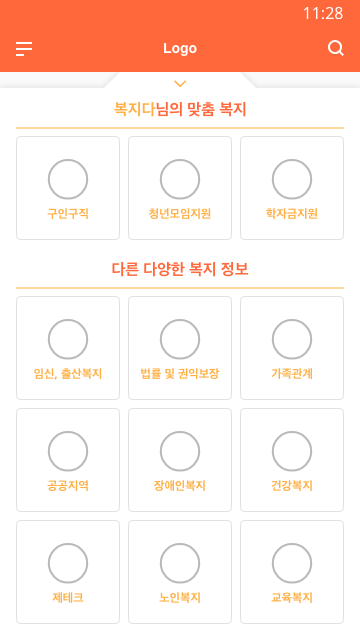 11:28
Logo
복지다님의 맞춤 복지
구인구직
청년모임지원
학자금지원
다른 다양한 복지 정보
임신, 출산복지
법률 및 권익보장
가족관계
공공지역
장애인복지
건강복지
제테크
노인복지
교육복지